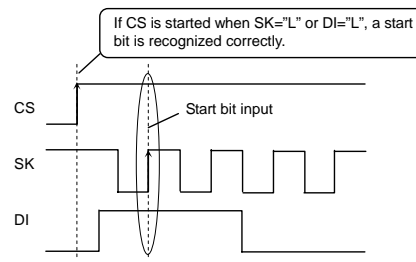 If CS is started when SK=”L” or DI=”L”, a start
bit is recognized correctly.
CS
Start bit input
SK
DI